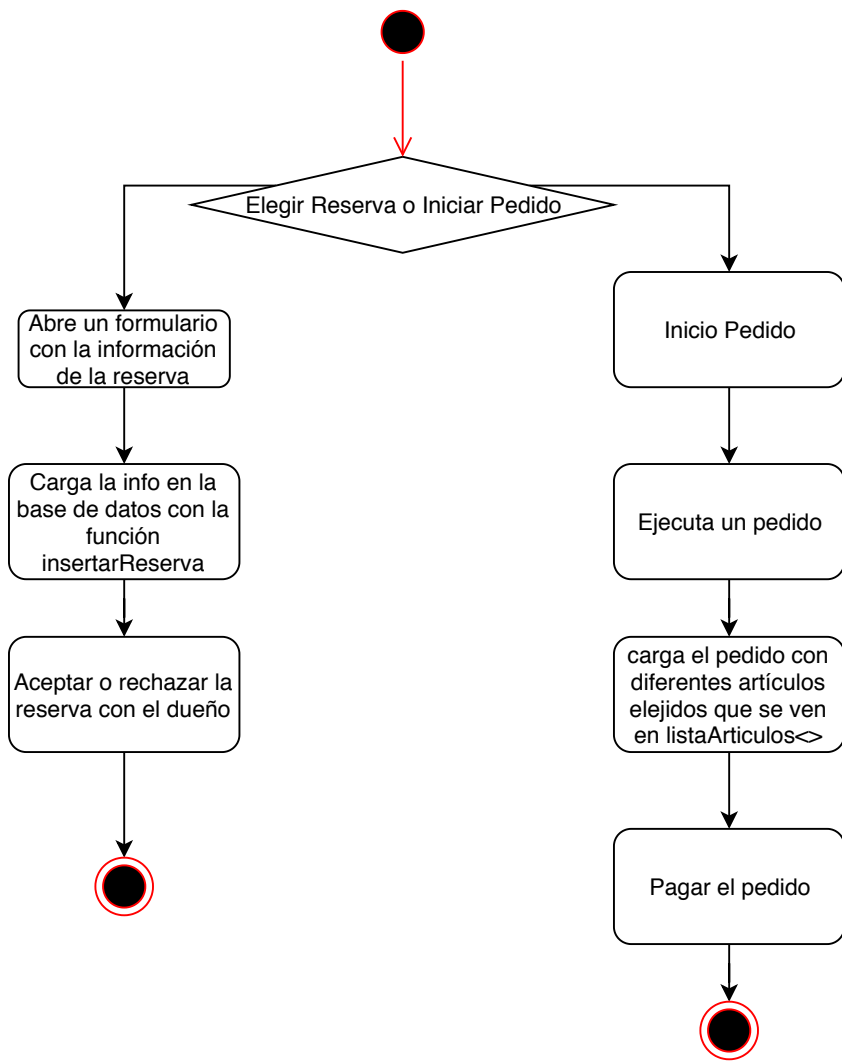 Elegir Reserva o Iniciar Pedido
Abre un formulario
con la información
de la reserva
Carga la info en la
base de datos con la
función
insertarReserva
Aceptar o rechazar la
reserva con el dueño
Inicio Pedido
Ejecuta un pedido
carga el pedido con
diferentes artículos
elejidos que se ven
en listaArticulos<>
Pagar el pedido